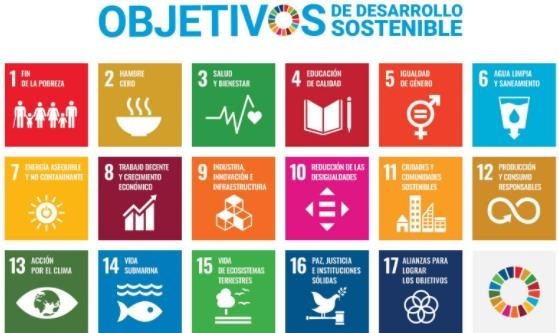 OBJETIVOS DE DESARROLLO SOSTENIBLE
1 FIN
DE LA POBREZA
2 HAMBRE
CERO
3 SALUD
Y BIENESTAR
4 EDUCACIÓN
DE CALIDAD
5 IGUALDAD
DE GÉNERO
6 AGUA LIMPIA
Y SANEAMIENTO
7 ENERGÍA ASEQUIBLE
Y NO CONTAMINANTE
8 TRABAJO DECENTE
Y CRECIMIENTO
ECONÓMICO
9 INDUSTRIA,
INNOVACIÓN E
INFRAESTRUCTURA
10 REDUCCIÓN DE LAS
DESIGUALDADES
11 CIUDADES Y
COMUNIDADES
SOSTENIBLES
12 PRODUCCIÓN
Y CONSUMO
RESPONSABLES
13 ACCIÓN
POR EL CLIMA
14 VIDA
SUBMARINA
15 VIDA
DE ECOSISTEMAS
TERRESTRES
16 PAZ, JUSTICIA
E INSTITUCIONES
SÓLIDAS
17 ALIANZAS PARA
LOGRAR
LOS OBJETIVOS